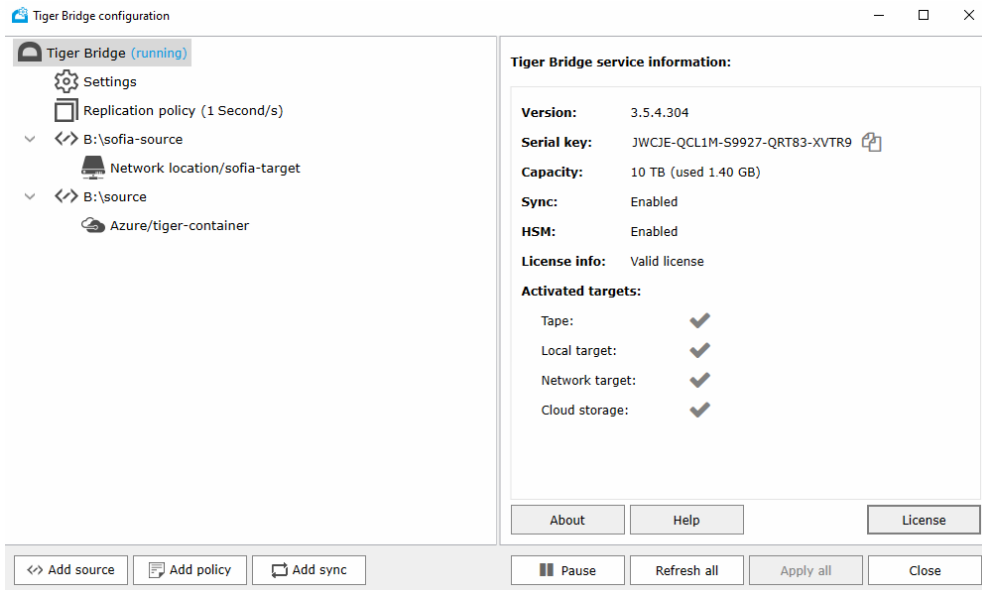 Tiger Bridge configuration
Tiger Bridge (running)
Settings
Replication policy (1 Second/s)
B:\sofia-source
Network location/sofia-target
B:\source
Azure/tiger-container
Tiger Bridge service information:
Version: 3.5.4.304
Serial key: JWCJE-QCL1M-S9927-QRT83-XVTR9
Capacity: 10 TB (used 1.40 GB)
Sync: Enabled
HSM: Enabled
License info: Valid license
Activated targets:
Tape:
Local target:
Network target:
Cloud storage:
About Help License
Add source Add policy Add sync Pause Refresh all Apply all Close